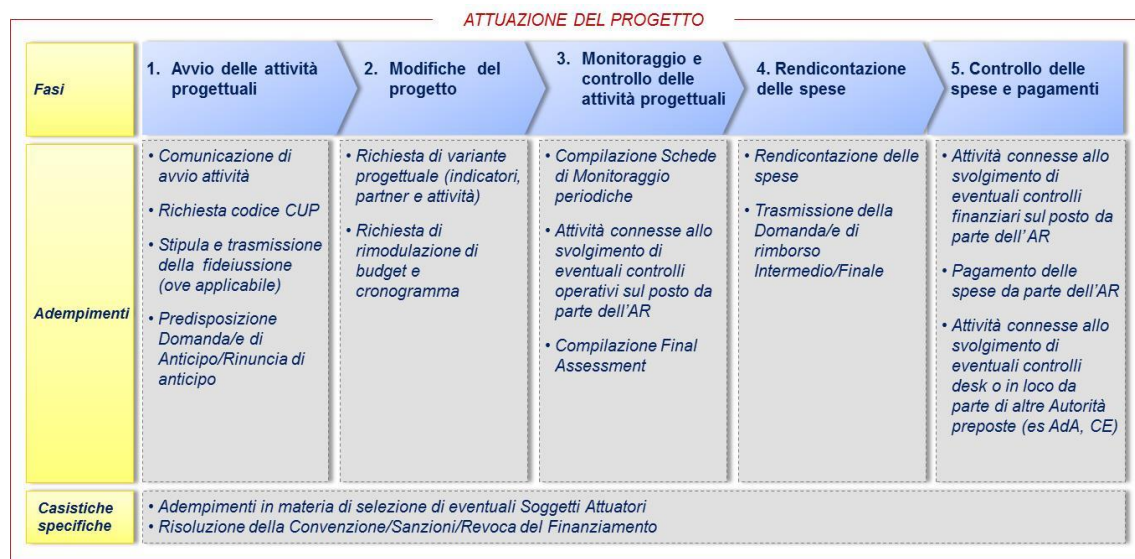 ATTUAZIONE DEL PROGETTO
Fasi
1. Avvio delle attività
progettuali
2. Modifiche del
progetto
3. Monitoraggio e
controllo delle
attività progettuali
4. Rendicontazione
delle spese
5. Controllo delle
spese e pagamenti
Adempimenti
• Comunicazione di
avvio attività
• Richiesta codice CUP
• Stipula e trasmissione
della fideiussione
(ove applicabile)
• Predisposizione
Domanda/e di
Anticipo/Rinuncia di
anticipo
• Richiesta di variante
progettuale (indicatori,
partner e attività)
• Richiesta di
rimodulazione di
budget e
cronogramma
• Compilazione Schede
di Monitoraggio
periodiche
• Attività connesse allo
svolgimento di
eventuali controlli
operativi sul posto da
parte dell'AR
• Compilazione Final
Assessment
• Rendicontazione delle
spese
• Trasmissione della
Domanda/e di
rimborso
Intermedio/Finale
• Attività connesse allo
svolgimento di
eventuali controlli
finanziari sul posto da
parte dell'AR
• Pagamento delle
spese da parte dell'AR
• Attività connesse allo
svolgimento di
eventuali controlli
desk o in loco da
parte di altre Autorità
preposte (es AdA, CE)
Casistiche
specifiche
• Adempimenti in materia di selezione di eventuali Soggetti Attuatori
• Risoluzione della Convenzione/Sanzioni/Revoca del Finanziamento